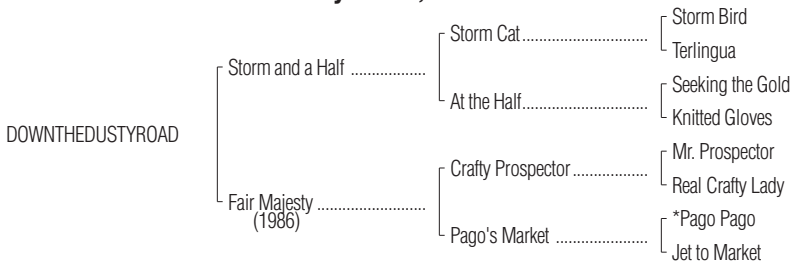 Storm Bird
Storm Cat
Terlingua
Storm and a Half
Seeking the Gold
At the Half
Knitted Gloves
DOWNTHEDUSTYROAD
Mr. Prospector
Crafty Prospector
Real Crafty Lady
Fair Majesty
(1986)
*Pago Pago
Pago's Market
Jet to Market